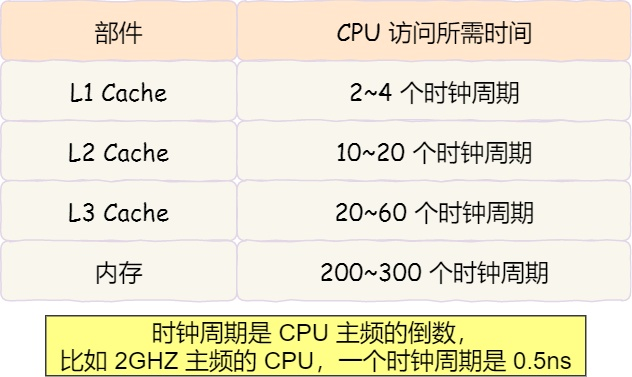 部件 CPU 访问所需时间
L1 Cache 2~4 个时钟周期
L2 Cache 10~20 个时钟周期
L3 Cache 20~60 个时钟周期
内存 200~300 个时钟周期
时钟周期是 CPU 主频的倒数，
比如 2GHZ 主频的 CPU，一个时钟周期是 0.5ns